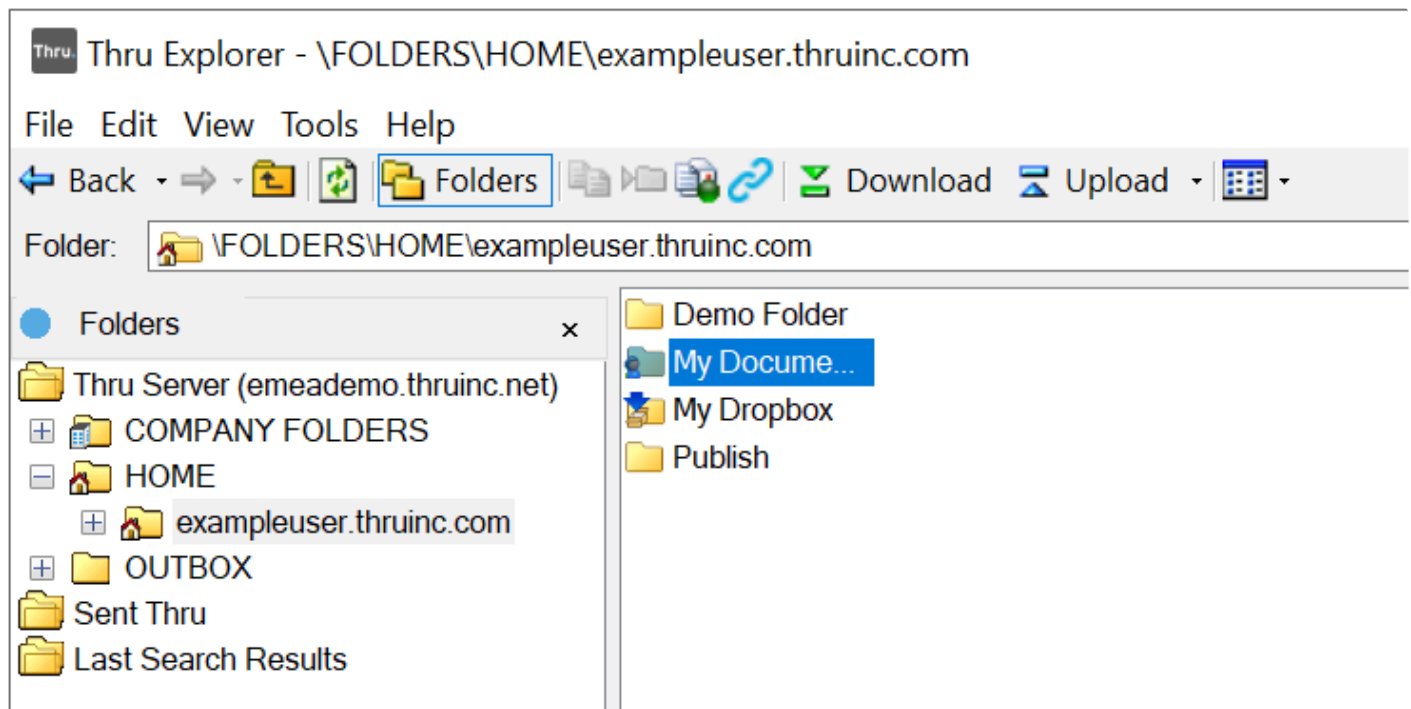 Thru. Thru Explorer - \FOLDERS\HOME\exampleuser.thruinc.com
File Edit View Tools Help
Back Folders Download Upload
Folder: \FOLDERS\HOME\exampleuser.thruinc.com
Folders x
Thru Server (emeademo.thruinc.net)
COMPANY FOLDERS
HOME
exampleuser.thruinc.com
OUTBOX
Sent Thru
Last Search Results
Demo Folder
My Docume...
My Dropbox
Publish